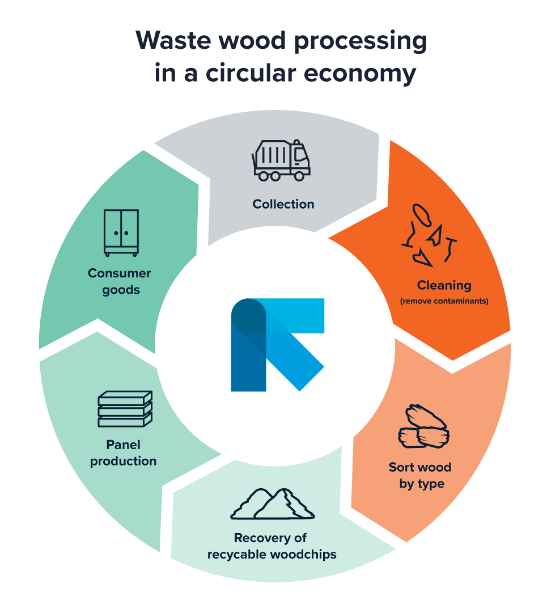 Waste wood processing
in a circular economy
Collection
Cleaning
(remove contaminants)
Sort wood
by type
Recovery of
recycable woodchips
Panel
production
Consumer
goods